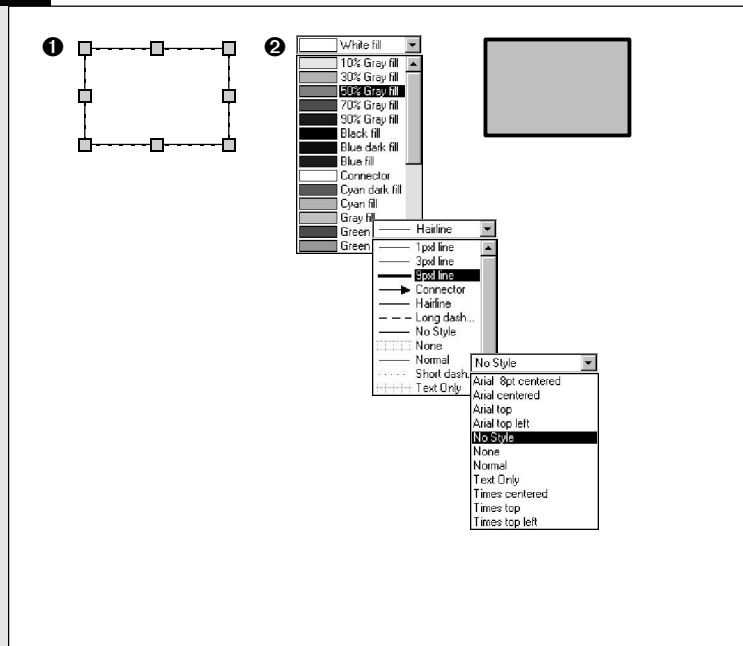 ❶
❷
White fill
10% Gray fill
30% Gray fill
50% Gray fill
70% Gray fill
90% Gray fill
Black fill
Blue dark fill
Blue fill
Connector
Cyan dark fill
Cyan fill
Gray fill
Green
Green
Hairline
1pxl line
3pxl line
9pxl line
Connector
Hairline
Long dash...
No Style
None
Normal
Short dash
Text Only
No Style
Arial 8pt centered
Arial centered
Arial top
Arial top left
No Style
None
Normal
Text Only
Times centered
Times top
Times top left